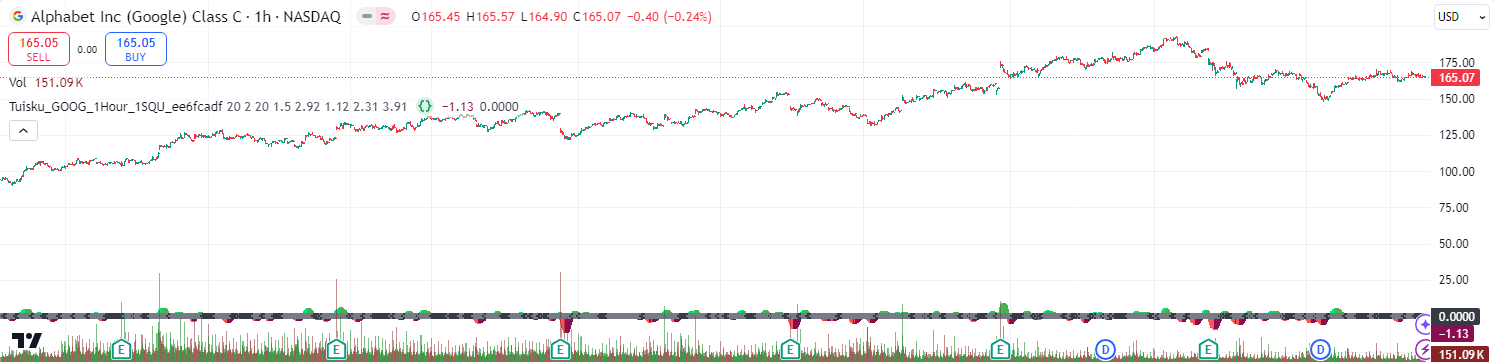 Alphabet Inc (Google) Class C · 1h · NASDAQ O165.45 H165.57 L164.90 C165.07 −0.40 (−0.24%)
USD
165.05 SELL 0.00 165.05 BUY
Vol 151.09 K
Tuisku_GOOG_1Hour_1SQU_ee6fcadf 20 2 20 1.5 2.92 1.12 2.31 3.91 {} −1.13 0.0000
175.00
165.07
150.00
125.00
100.00
75.00
50.00
25.00
0.0000
−1.13
151.09 K
E E E E E D E D